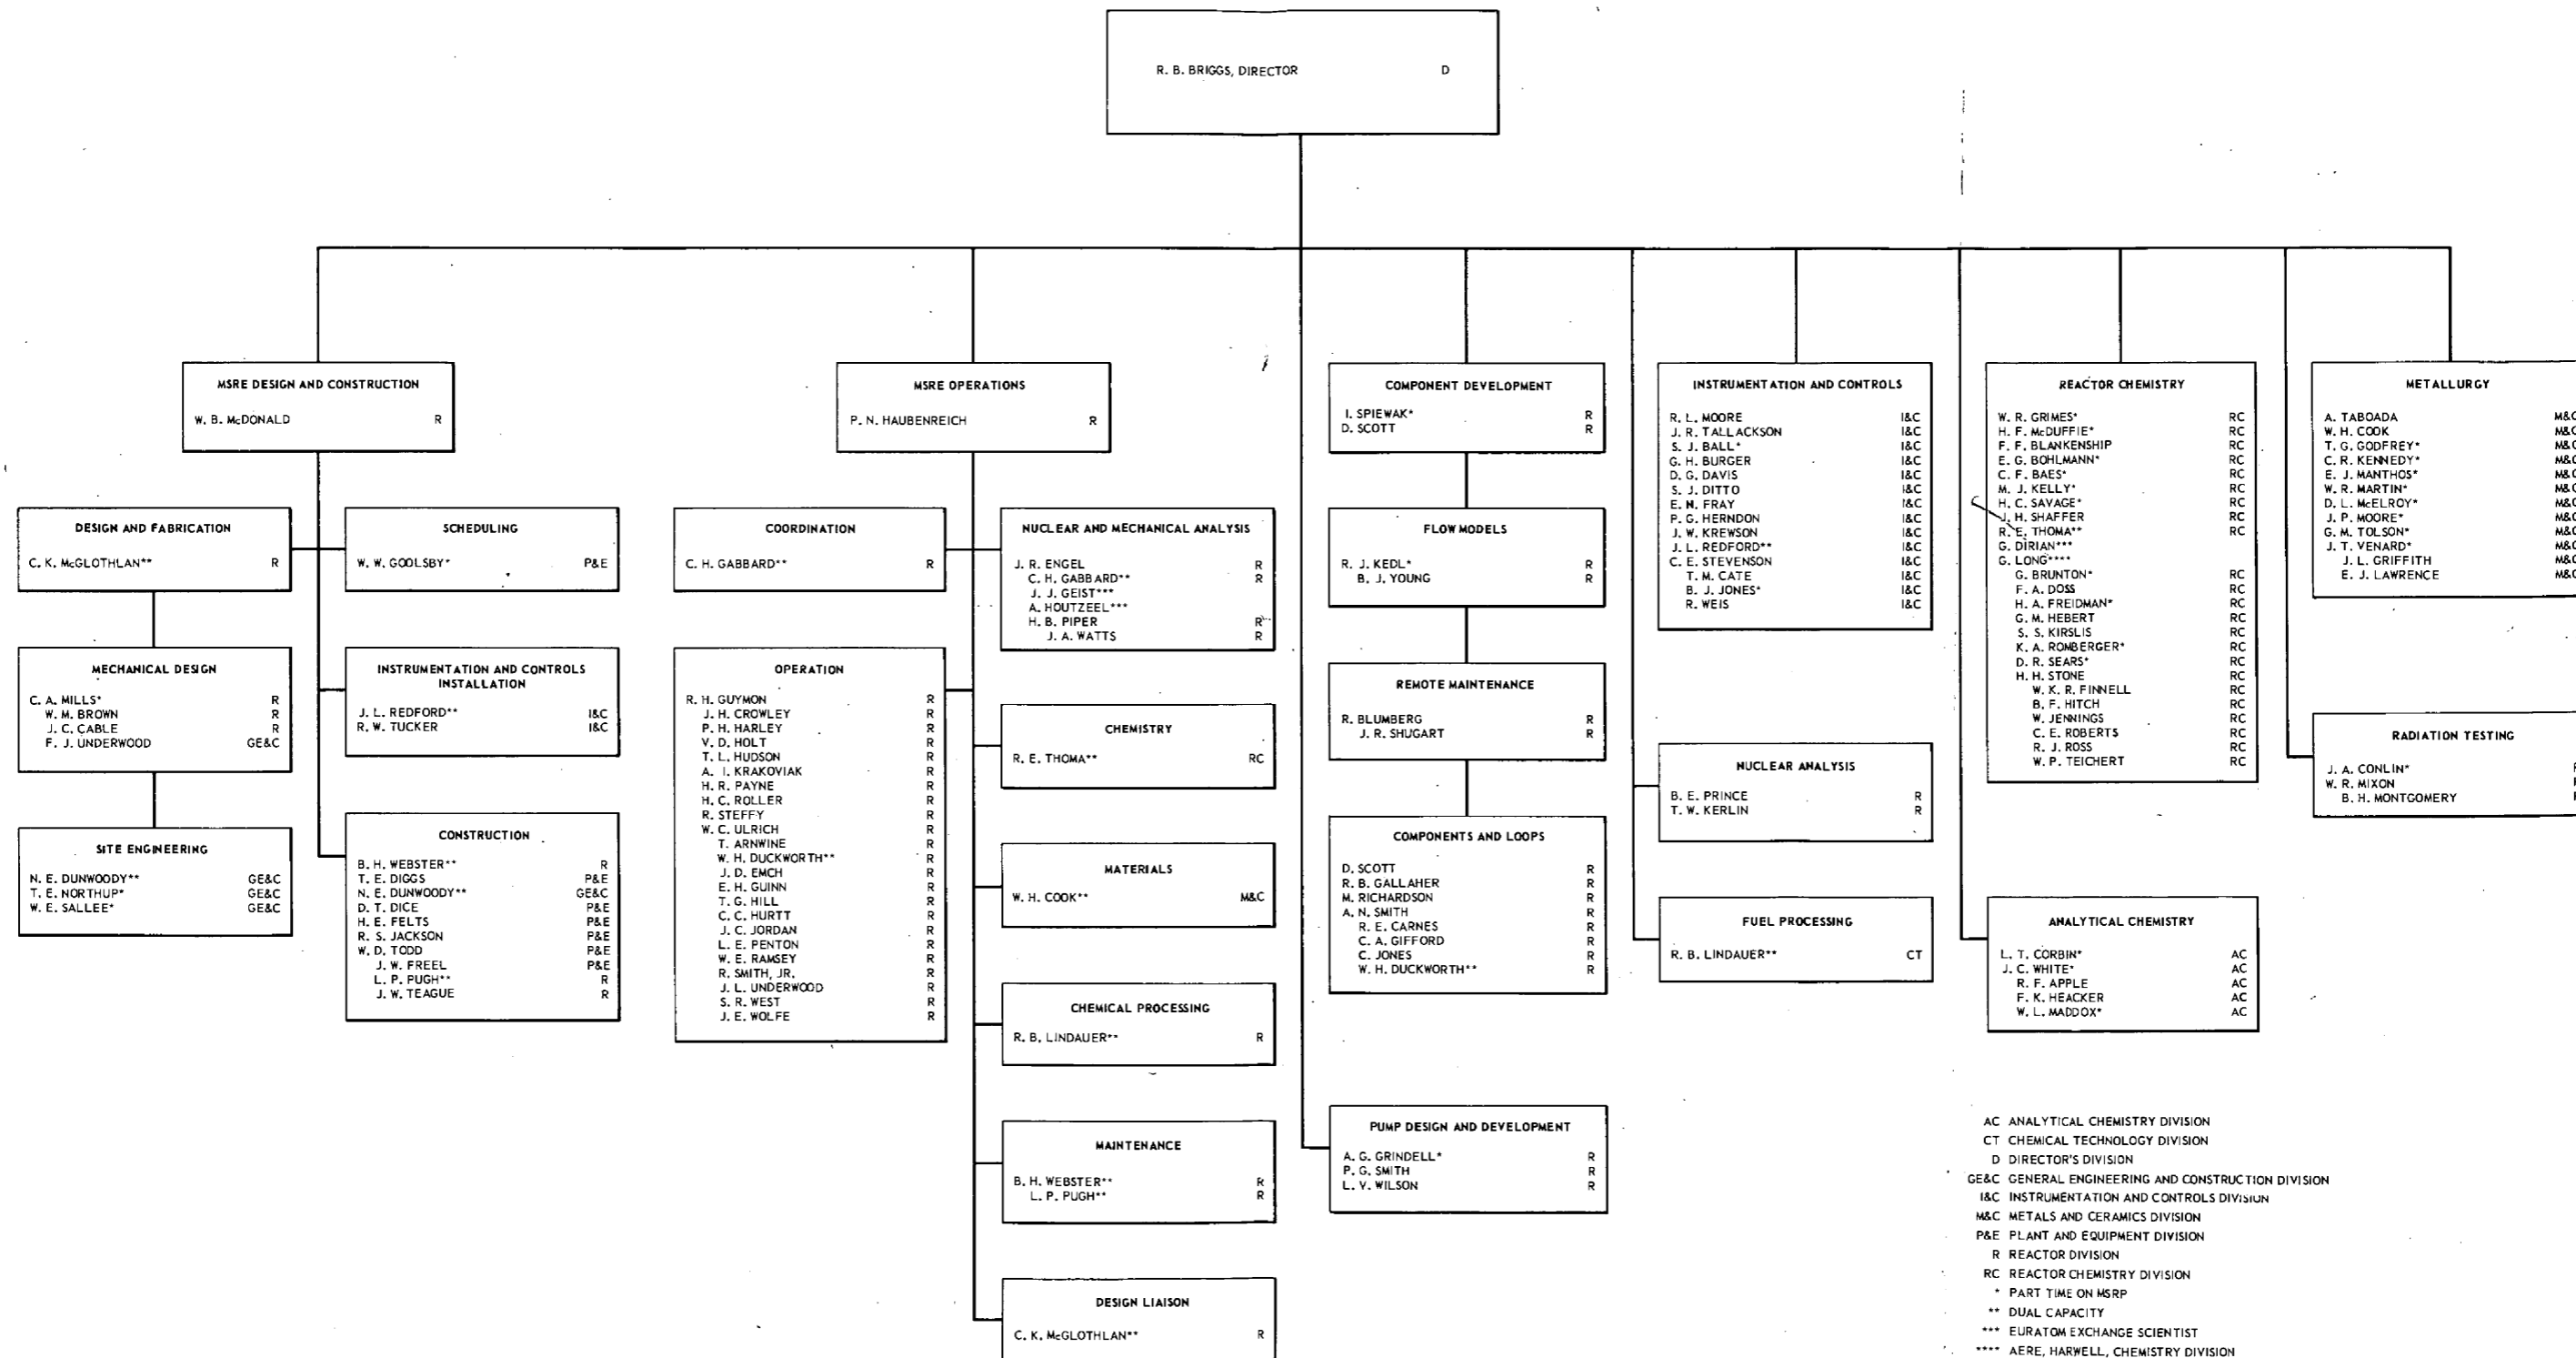 R. B. BRIGGS, DIRECTOR D
MSRE DESIGN AND CONSTRUCTION
W. B. McDONALD R
DESIGN AND FABRICATION
C. K. McGLOTHLAN** R
SCHEDULING
W. W. GOOLSBY* P&E
MECHANICAL DESIGN
C. A. MILLS* R
W. M. BROWN R
J. C. CABLE R
F. J. UNDERWOOD GE&C
INSTRUMENTATION AND CONTROLS
INSTALLATION
J. L. REDFORD** I&C
R. W. TUCKER I&C
SITE ENGINEERING
N. E. DUNWOODY** GE&C
T. E. NORTHUP* GE&C
W. E. SALLEE* GE&C
CONSTRUCTION
B. H. WEBSTER** R
T. E. DIGGS P&E
N. E. DUNWOODY** GE&C
D. T. DICE P&E
H. E. FELTS P&E
R. S. JACKSON P&E
W. D. TODD P&E
J. W. FREEL P&E
L. P. PUGH** R
J. W. TEAGUE R
MSRE OPERATIONS
P. N. HAUBENREICH R
COORDINATION
C. H. GABBARD** R
NUCLEAR AND MECHANICAL ANALYSIS
J. R. ENGEL R
C. H. GABBARD** R
J. J. GEIST***
A. HOUTZEEL***
H. B. PIPER R
J. A. WATTS R
OPERATION
R. H. GUYMON R
J. H. CROWLEY R
P. H. HARLEY R
V. D. HOLT R
T. L. HUDSON R
A. I. KRAKOVIAK R
H. R. PAYNE R
H. C. ROLLER R
R. STEFFY R
W. C. ULRICH R
T. ARNWINE R
W. H. DUCKWORTH** R
J. D. EMCH R
E. H. GUINN R
T. G. HILL R
C. C. HURTT R
J. C. JORDAN R
L. E. PENTON R
W. E. RAMSEY R
R. SMITH, JR. R
J. L. UNDERWOOD R
S. R. WEST R
J. E. WOLFE R
CHEMISTRY
R. E. THOMA** RC
MATERIALS
W. H. COOK** M&C
CHEMICAL PROCESSING
R. B. LINDAUER** R
MAINTENANCE
B. H. WEBSTER** R
L. P. PUGH** R
DESIGN LIAISON
C. K. McGLOTHLAN** R
COMPONENT DEVELOPMENT
I. SPIEWAK* R
D. SCOTT R
FLOW MODELS
R. J. KEDL* R
B. J. YOUNG R
REMOTE MAINTENANCE
R. BLUMBERG R
J. R. SHUGART R
COMPONENTS AND LOOPS
D. SCOTT R
R. B. GALLAHER R
M. RICHARDSON R
A. N. SMITH R
R. E. CARNES R
C. A. GIFFORD R
C. JONES R
W. H. DUCKWORTH** R
PUMP DESIGN AND DEVELOPMENT
A. G. GRINDELL* R
P. G. SMITH R
L. V. WILSON R
INSTRUMENTATION AND CONTROLS
R. L. MOORE I&C
J. R. TALLACKSON I&C
S. J. BALL* I&C
G. H. BURGER I&C
D. G. DAVIS I&C
S. J. DITTO I&C
E. N. FRAY I&C
P. G. HERNDON I&C
J. W. KREWSON I&C
J. L. REDFORD** I&C
C. E. STEVENSON I&C
T. M. CATE I&C
B. J. JONES* I&C
R. WEIS I&C
NUCLEAR ANALYSIS
B. E. PRINCE R
T. W. KERLIN R
FUEL PROCESSING
R. B. LINDAUER** CT
REACTOR CHEMISTRY
W. R. GRIMES* RC
H. F. McDUFFIE* RC
F. F. BLANKENSHIP RC
E. G. BOHLMANN* RC
C. F. BAES* RC
M. J. KELLY* RC
H. C. SAVAGE* RC
J. H. SHAFFER RC
R. E. THOMA** RC
G. DIRIAN***
G. LONG****
G. BRUNTON* RC
F. A. DOSS RC
H. A. FREIDMAN* RC
G. M. HEBERT RC
S. S. KIRSLIS RC
K. A. ROMBERGER* RC
D. R. SEARS* RC
H. H. STONE RC
W. K. R. FINNELL RC
B. F. HITCH RC
W. JENNINGS RC
C. E. ROBERTS RC
R. J. ROSS RC
W. P. TEICHERT RC
ANALYTICAL CHEMISTRY
L. T. CORBIN* AC
J. C. WHITE* AC
R. F. APPLE AC
F. K. HEACKER AC
W. L. MADDOX* AC
METALLURGY
A. TABOADA M&C
W. H. COOK M&C
T. G. GODFREY* M&C
C. R. KENNEDY* M&C
E. J. MANTHOS* M&C
W. R. MARTIN* M&C
D. L. McELROY* M&C
J. P. MOORE* M&C
G. M. TOLSON* M&C
J. T. VENARD* M&C
J. L. GRIFFITH M&C
E. J. LAWRENCE M&C
RADIATION TESTING
J. A. CONLIN*
W. R. MIXON
B. H. MONTGOMERY
AC ANALYTICAL CHEMISTRY DIVISION
CT CHEMICAL TECHNOLOGY DIVISION
D DIRECTOR'S DIVISION
GE&C GENERAL ENGINEERING AND CONSTRUCTION DIVISION
I&C INSTRUMENTATION AND CONTROLS DIVISION
M&C METALS AND CERAMICS DIVISION
P&E PLANT AND EQUIPMENT DIVISION
R REACTOR DIVISION
RC REACTOR CHEMISTRY DIVISION
* PART TIME ON MSRP
** DUAL CAPACITY
*** EURATOM EXCHANGE SCIENTIST
**** AERE, HARWELL, CHEMISTRY DIVISION